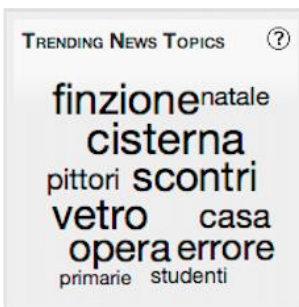 TRENDING NEWS TOPICS ?
finzione natale
cisterna
pittori scontri
vetro casa
opera errore
primarie studenti